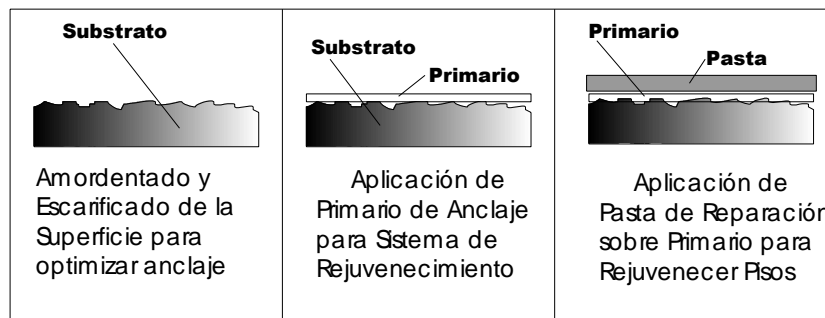 Substrato
Amordentado y
Escarificado de la
Superficie para
optimizar anclaje
Substrato
Primario
Aplicación de
Primario de Anclaje
para Sistema de
Rejuvenecimiento
Primario
Pasta
Aplicación de
Pasta de Reparación
sobre Primario para
Rejuvenecer Pisos